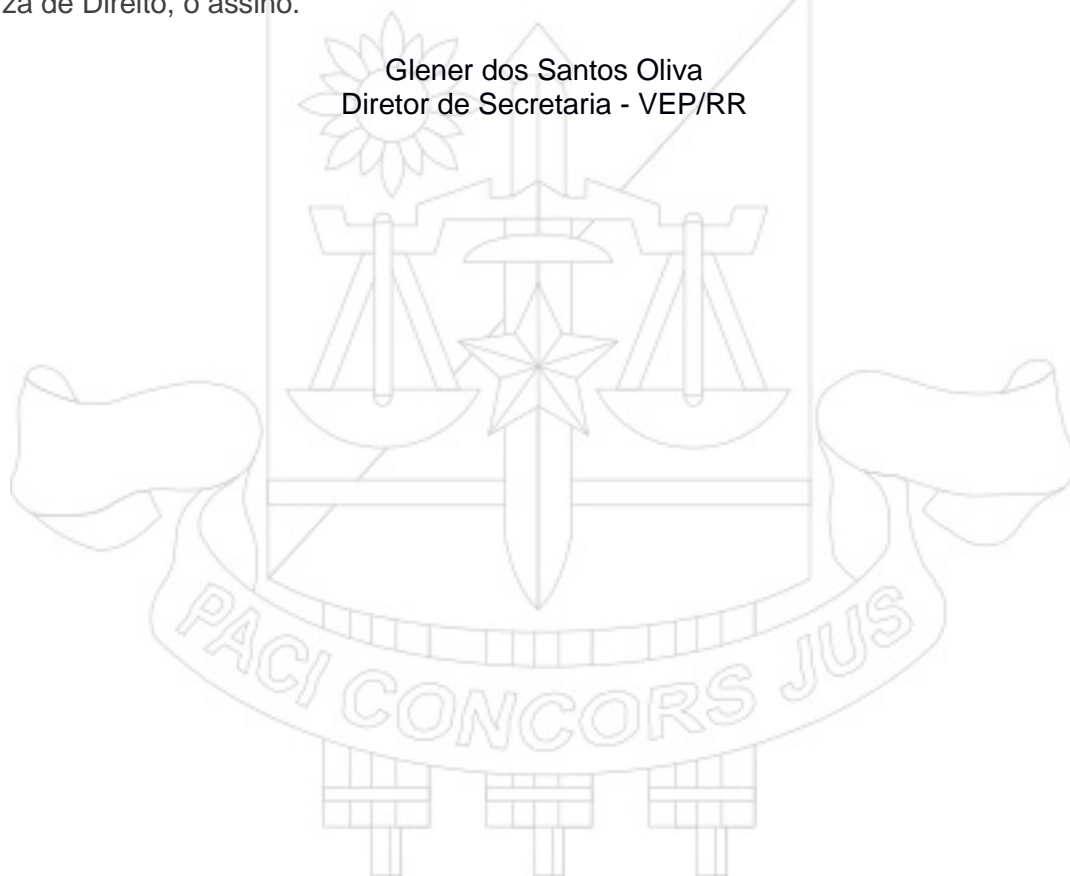 za de Direito, o assino.
Glener dos Santos Oliva
Diretor de Secretaria - VEP/RR
PACI CONCORS JUS